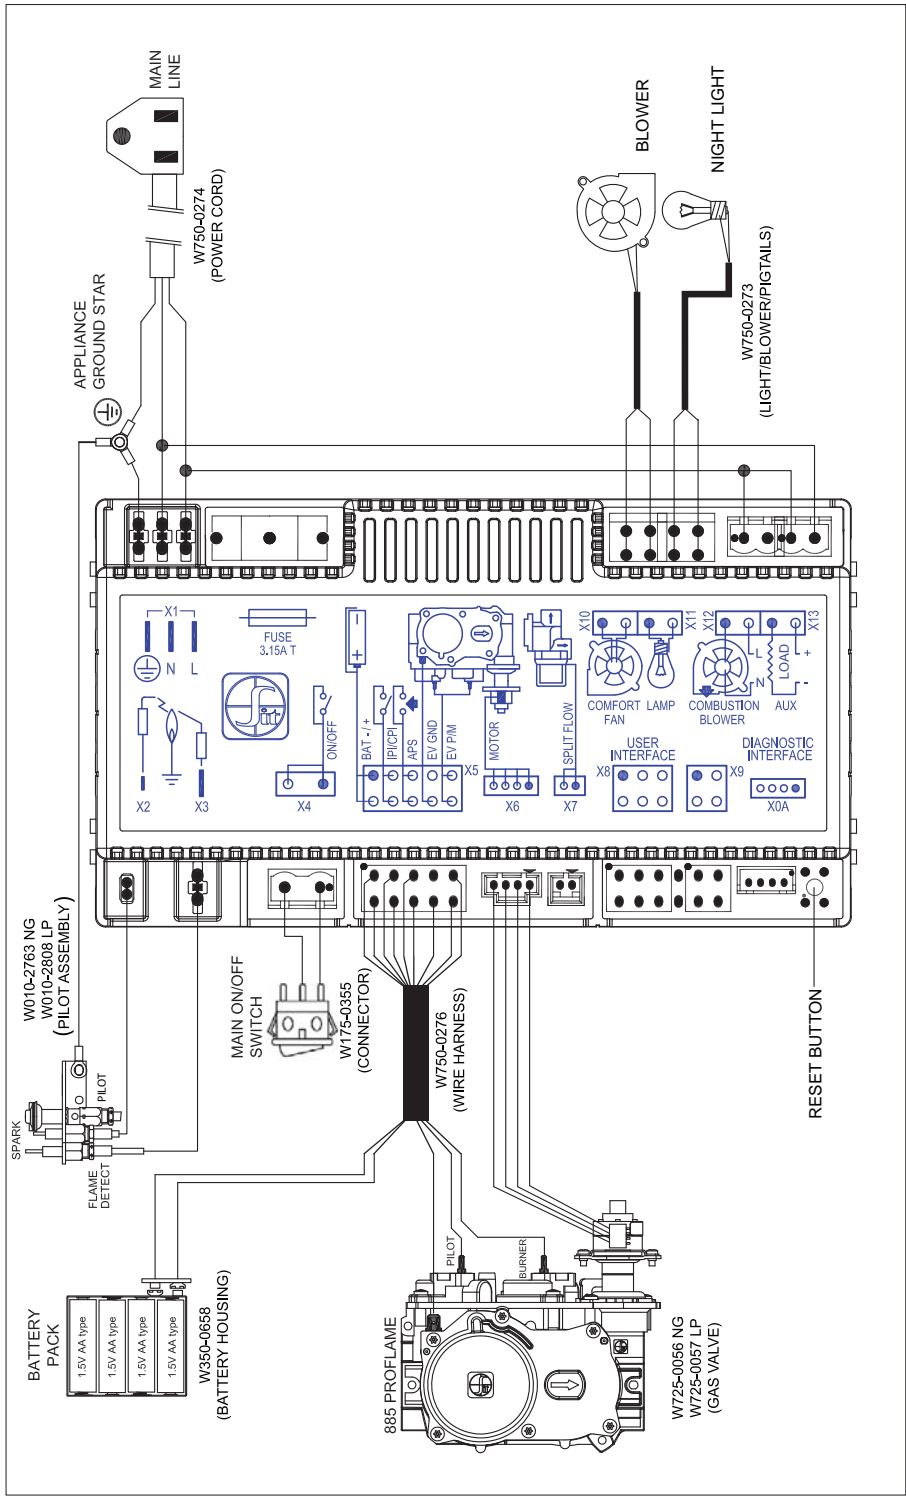 MAIN
LINE
W750-0274
(POWER CORD)
APPLIANCE
GROUND STAR
BLOWER
NIGHT LIGHT
W750-0273
(LIGHT/BLOWER/PIGTAILS)
X1
N
L
FUSE
3.15A T
- +
X10
X11
X12
X13
COMFORT
FAN
LAMP
COMBUSTION
BLOWER
L
N
LOAD
+
-
AUX
Sit
ON/OFF
BAT - / +
IPI/CPI
APS
EV GND
EV P/M
MOTOR
SPLIT FLOW
USER
INTERFACE
DIAGNOSTIC
INTERFACE
X2
X3
X4
X5
X6
X7
X8
X9
X0A
W010-2763 NG
W010-2808 LP
(PILOT ASSEMBLY)
SPARK
PILOT
FLAME
DETECT
MAIN ON/OFF
SWITCH
W175-0355
(CONNECTOR)
W750-0276
(WIRE HARNESS)
RESET BUTTON
BATTERY
PACK
1.5V AA type
1.5V AA type
1.5V AA type
1.5V AA type
W350-0658
(BATTERY HOUSING)
885 PROFLAME
PILOT
BURNER
W725-0056 NG
W725-0057 LP
(GAS VALVE)